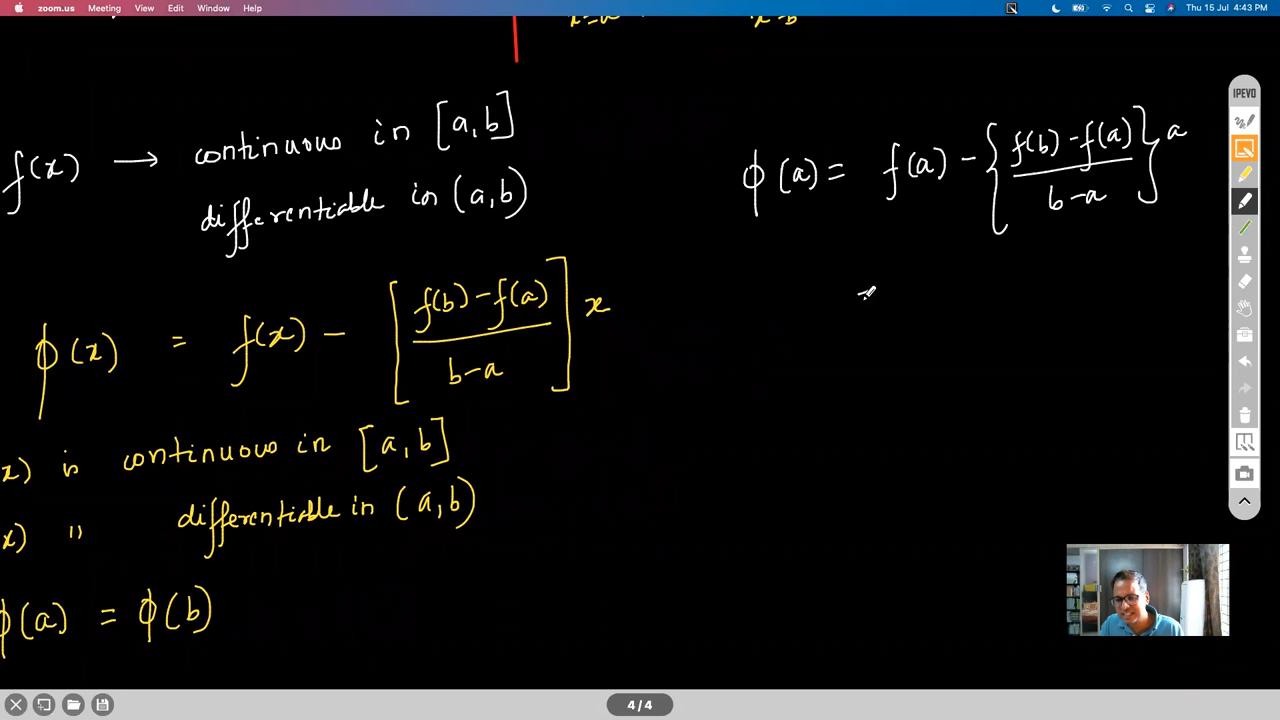 zoom.us Meeting View Edit Window Help Thu 15 Jul 4:43 PM
x=a x=b
f(x) → continuous in [a,b]
differentiable in (a,b)
ϕ(x) = f(x) − [f(b)−f(a) / b−a] x
x) is continuous in [a,b]
x) " differentiable in (a,b)
ϕ(a) = ϕ(b)
ϕ(a) = f(a) − {f(b)−f(a) / b−a} a
IPEVO
4/4